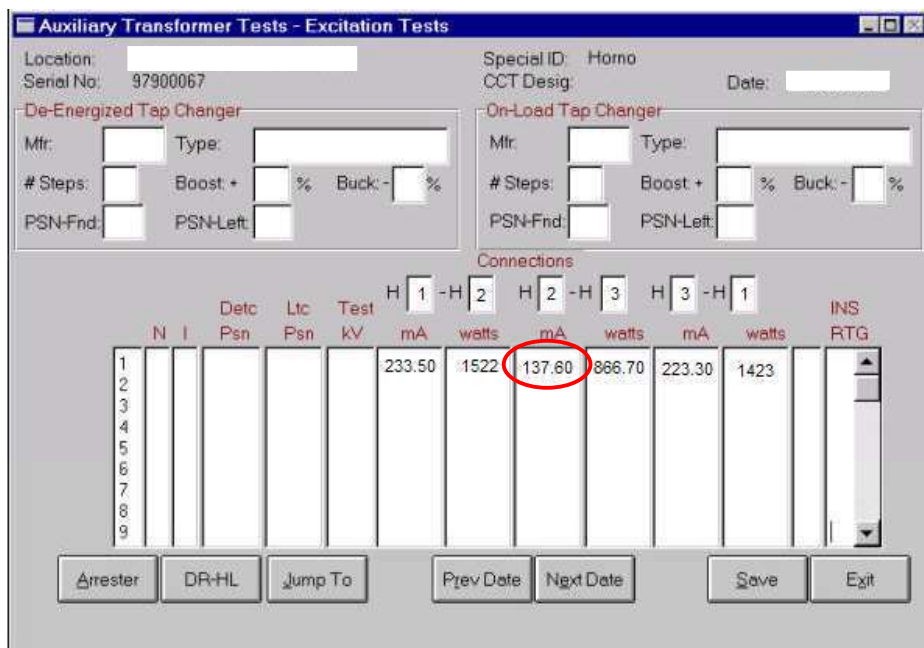 Auxiliary Transformer Tests - Excitation Tests
Location: Special ID: Horno
Serial No: 97900067 CCT Desig: Date:
De-Energized Tap Changer On-Load Tap Changer
Mfr: Type: Mfr: Type:
# Steps: Boost: + % Buck: - % # Steps: Boost: + % Buck: - %
PSN-Fnd: PSN-Left: PSN-Fnd: PSN-Left:
Connections
H 1 - H 2 H 2 - H 3 H 3 - H 1
Detc Ltc Test INS
N I Psn Psn kV mA watts mA watts mA watts RTG
1 233.50 1522 137.60 866.70 223.30 1423
2
3
4
5
6
7
8
9
Arrester DR-HL Jump To Prev Date Next Date Save Exit